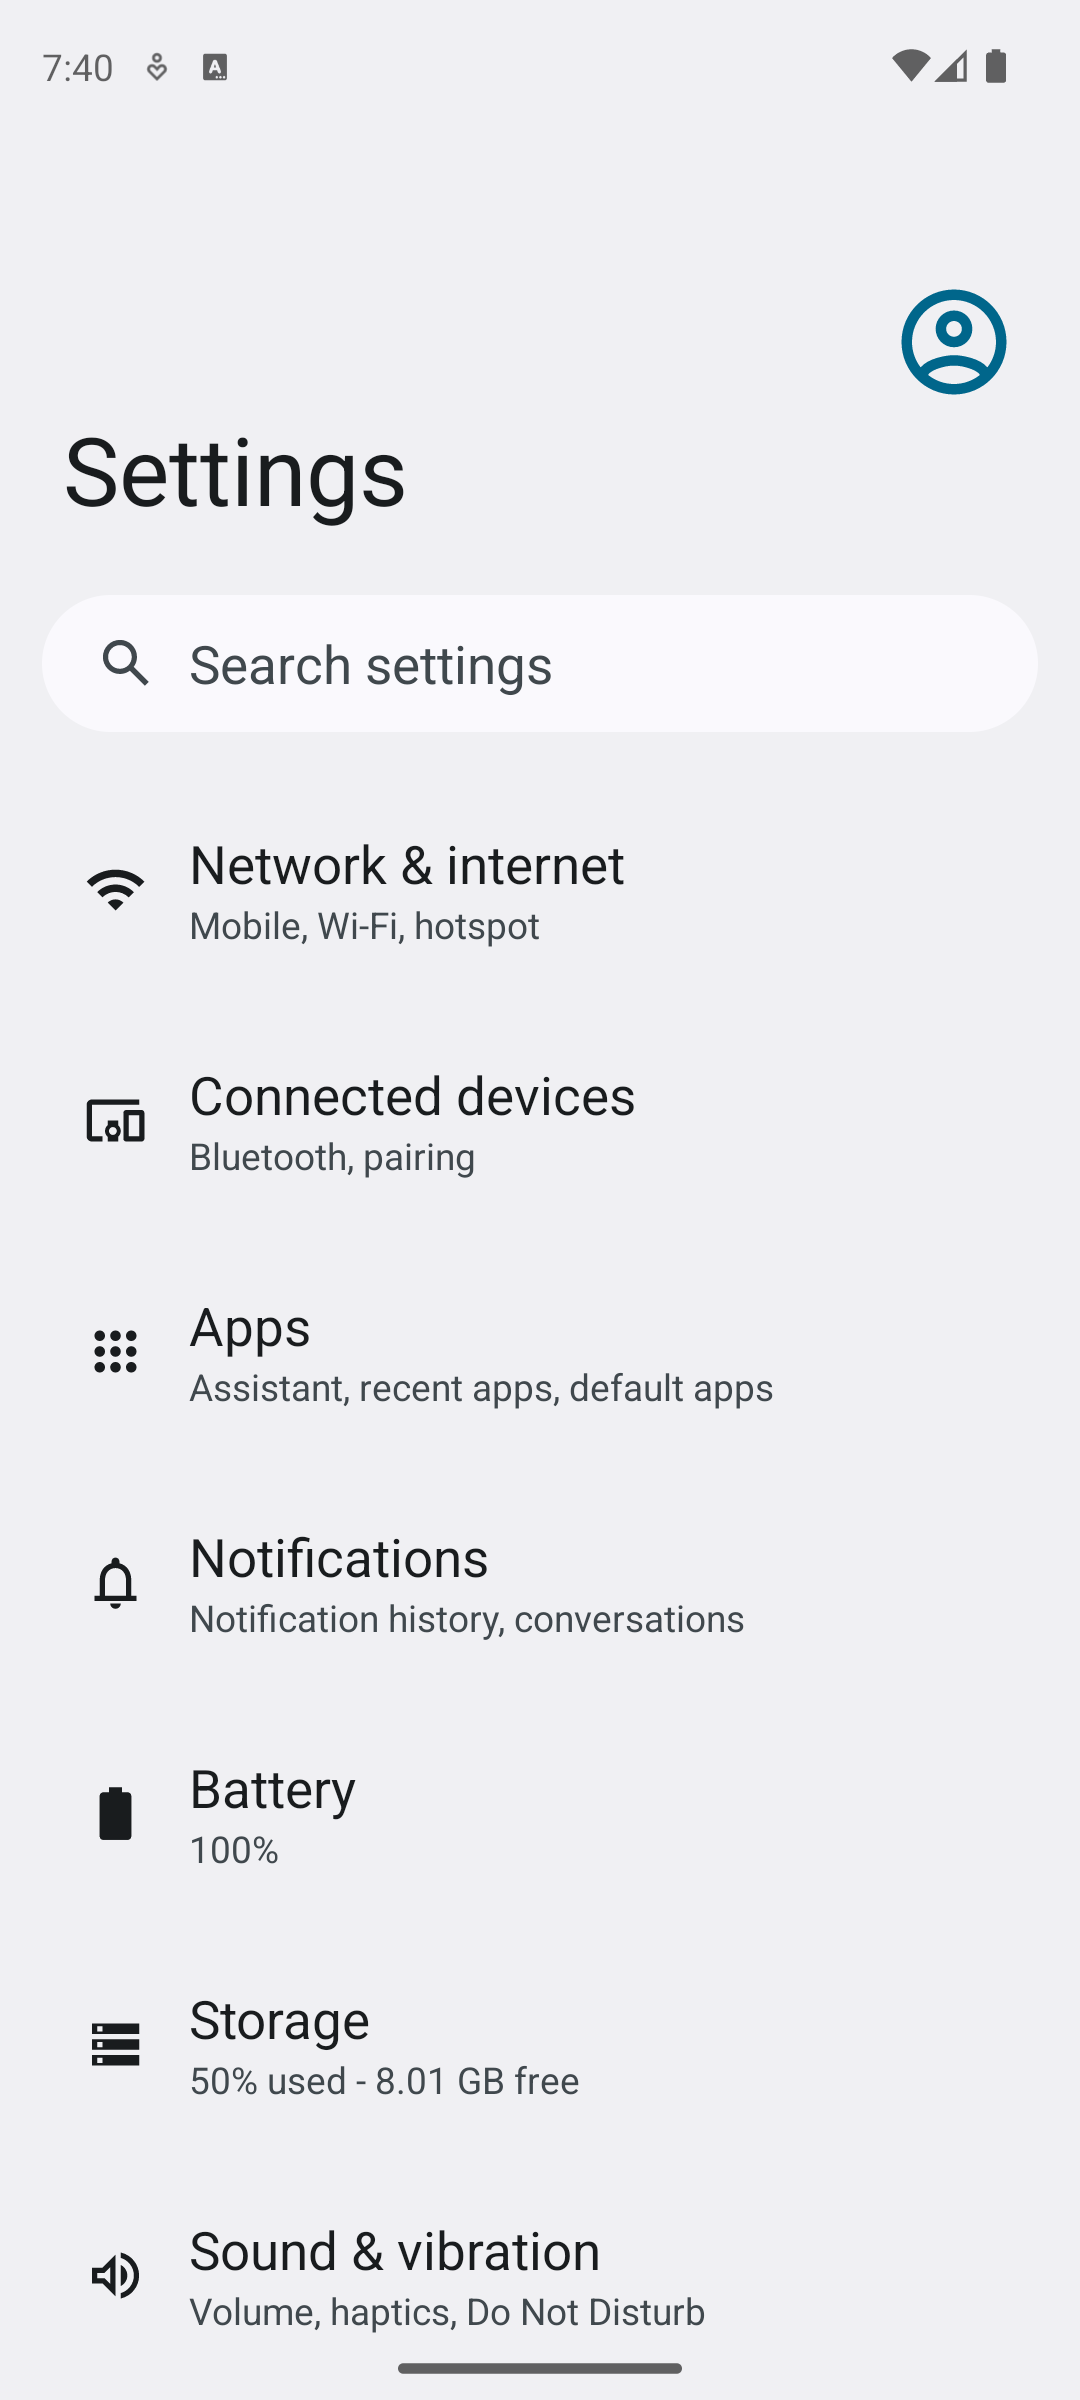 7:40
Settings
Search settings
Network & internet
Mobile, Wi-Fi, hotspot
Connected devices
Bluetooth, pairing
Apps
Assistant, recent apps, default apps
Notifications
Notification history, conversations
Battery
100%
Storage
50% used - 8.01 GB free
Sound & vibration
Volume, haptics, Do Not Disturb